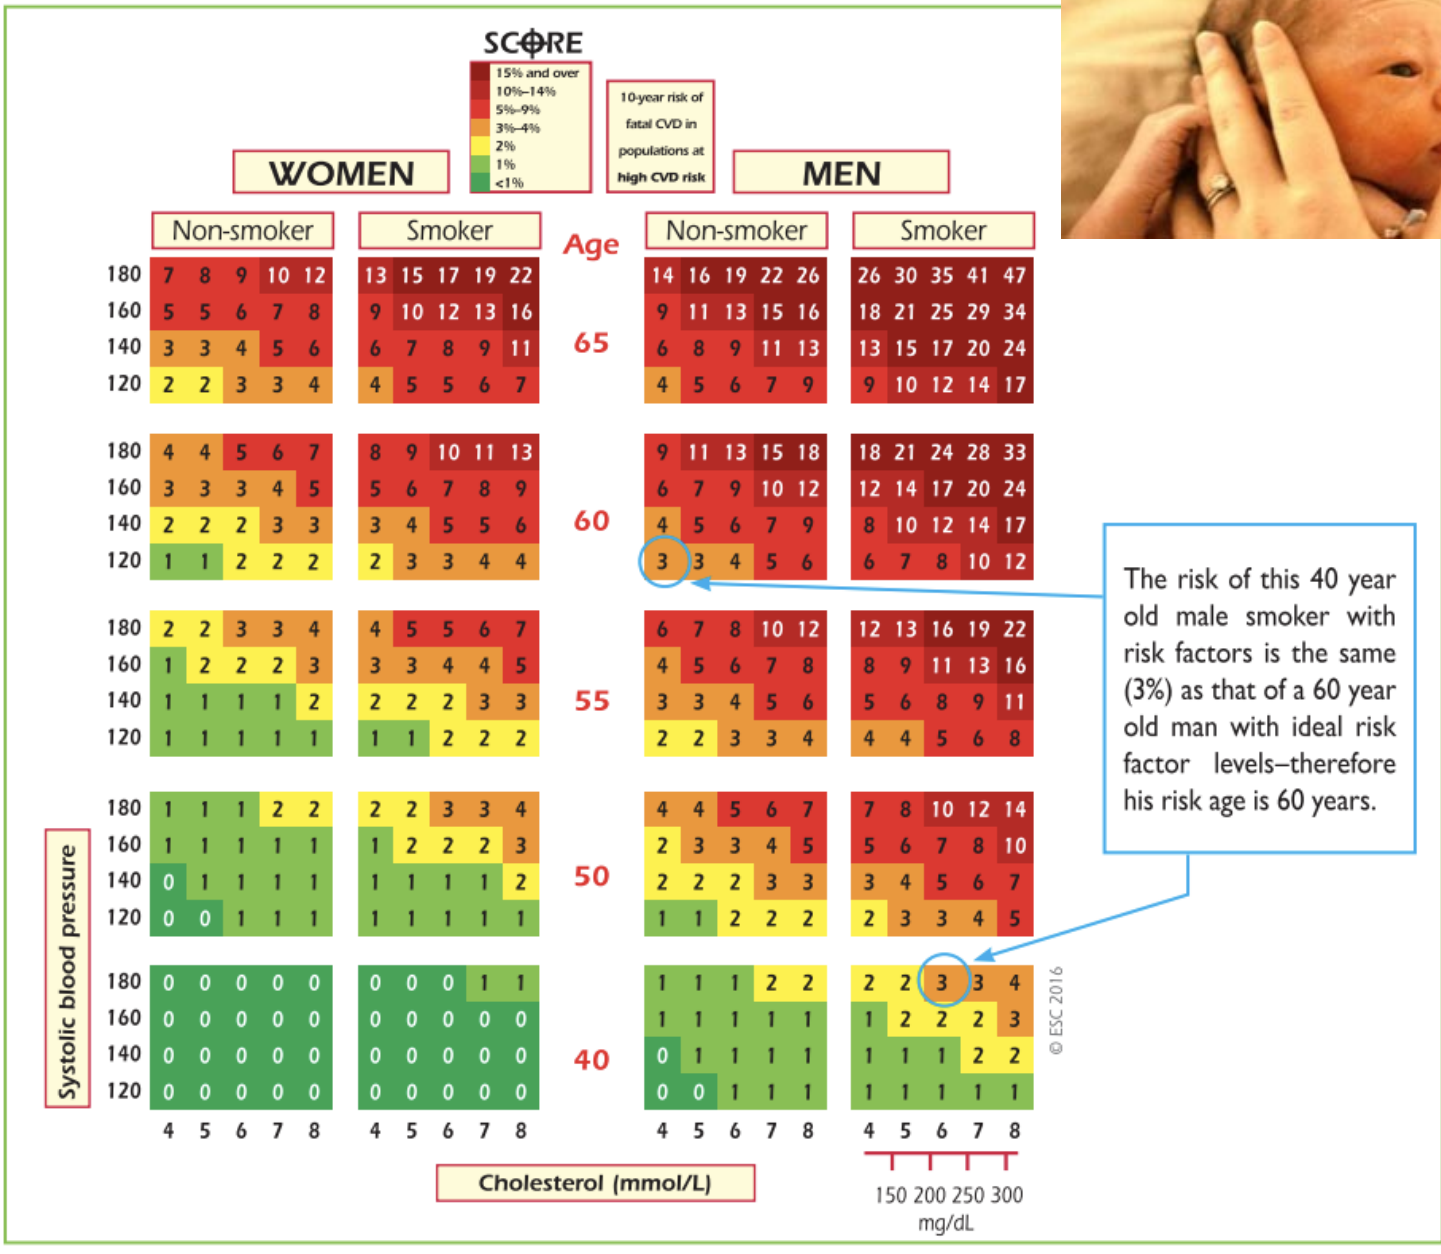 SCORE
15% and over
10%–14%
5%–9%
3%–4%
2%
1%
<1%
10-year risk of
fatal CVD in
populations at
high CVD risk
WOMEN
MEN
Non-smoker Smoker Age Non-smoker Smoker
180 7 8 9 10 12 13 15 17 19 22 14 16 19 22 26 26 30 35 41 47
160 5 5 6 7 8 9 10 12 13 16 9 11 13 15 16 18 21 25 29 34
140 3 3 4 5 6 6 7 8 9 11 65 6 8 9 11 13 13 15 17 20 24
120 2 2 3 3 4 4 5 5 6 7 4 5 6 7 9 9 10 12 14 17
180 4 4 5 6 7 8 9 10 11 13 9 11 13 15 18 18 21 24 28 33
160 3 3 3 4 5 5 6 7 8 9 6 7 9 10 12 12 14 17 20 24
140 2 2 2 3 3 3 4 5 5 6 60 4 5 6 7 9 8 10 12 14 17
120 1 1 2 2 2 2 3 3 4 4 3 3 4 5 6 6 7 8 10 12
180 2 2 3 3 4 4 5 5 6 7 6 7 8 10 12 12 13 16 19 22
160 1 2 2 2 3 3 3 4 4 5 4 5 6 7 8 8 9 11 13 16
140 1 1 1 1 2 2 2 2 3 3 55 3 3 4 5 6 5 6 8 9 11
120 1 1 1 1 1 1 1 2 2 2 2 2 3 3 4 4 4 5 6 8
180 1 1 1 2 2 2 2 3 3 4 4 4 5 6 7 7 8 10 12 14
160 1 1 1 1 1 1 2 2 2 3 2 3 3 4 5 5 6 7 8 10
140 0 1 1 1 1 1 1 1 1 2 50 2 2 2 3 3 3 4 5 6 7
120 0 0 1 1 1 1 1 1 1 1 1 1 2 2 2 2 3 3 4 5
180 0 0 0 0 0 0 0 0 1 1 1 1 1 2 2 2 2 3 3 4
160 0 0 0 0 0 0 0 0 0 0 1 1 1 1 1 1 2 2 2 3
140 0 0 0 0 0 0 0 0 0 0 40 0 1 1 1 1 1 1 1 2 2
120 0 0 0 0 0 0 0 0 0 0 0 0 1 1 1 1 1 1 1 1
4 5 6 7 8 4 5 6 7 8 4 5 6 7 8 4 5 6 7 8
Systolic blood pressure
Cholesterol (mmol/L)
150 200 250 300
mg/dL
© ESC 2016
The risk of this 40 year
old male smoker with
risk factors is the same
(3%) as that of a 60 year
old man with ideal risk
factor levels–therefore
his risk age is 60 years.